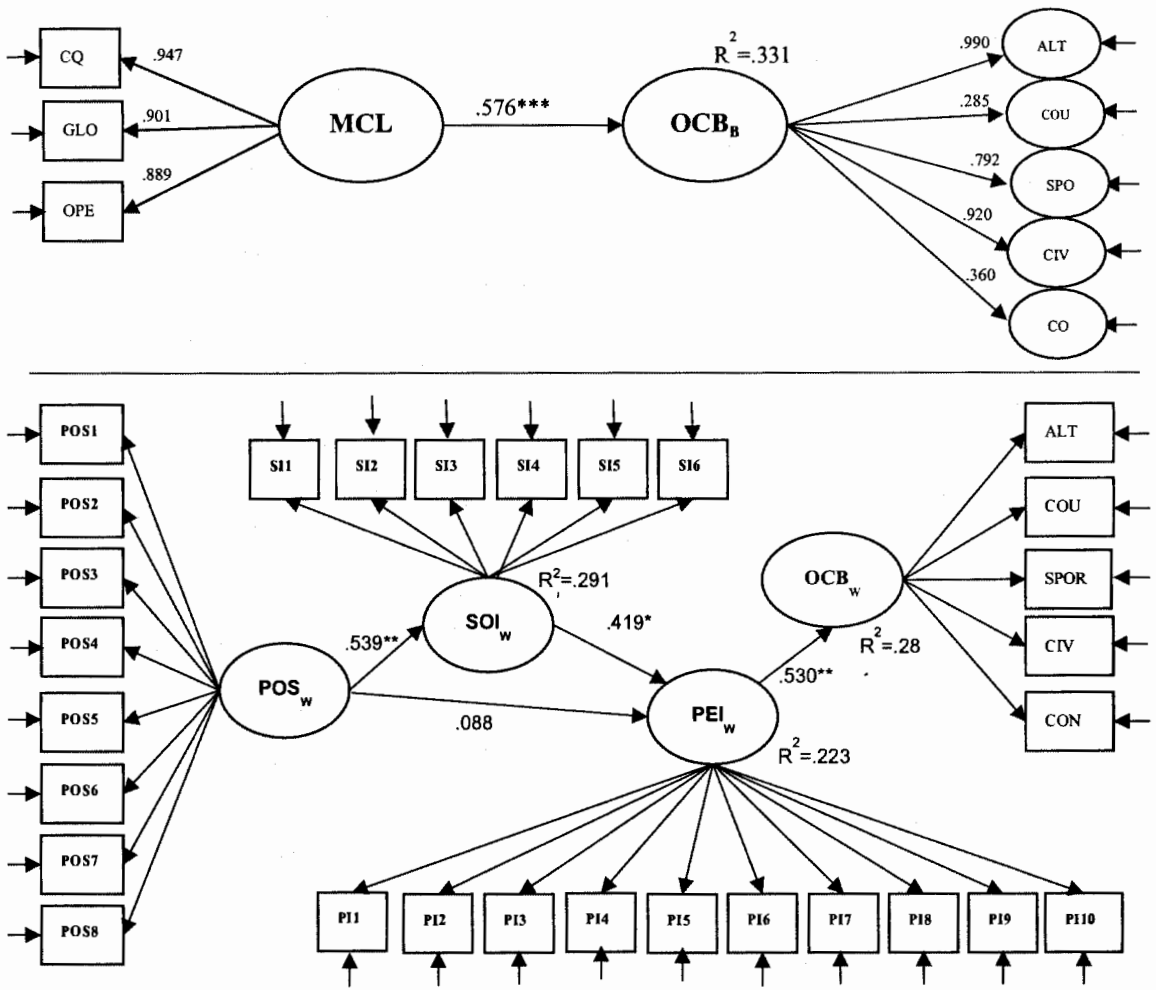 CQ
GLO
OPE
.947
.901
.889
MCL
.576***
R²=.331
OCB_B
.990
.285
.792
.920
.360
ALT
COU
SPO
CIV
CO
POS1
POS2
POS3
POS4
POS5
POS6
POS7
POS8
SI1 SI2 SI3 SI4 SI5 SI6
SOI_W
R²=.291
.539**
.419*
POS_W
.088
PEI_W
R²=.223
.530**
OCB_W
R²=.28
ALT
COU
SPOR
CIV
CON
PI1 PI2 PI3 PI4 PI5 PI6 PI7 PI8 PI9 PI10